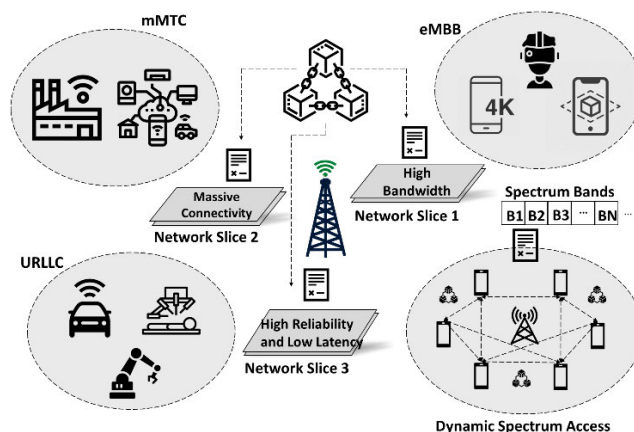 mMTC
eMBB
4K
High
Bandwidth
Network Slice 1
Massive
Connectivity
Network Slice 2
Spectrum Bands
B1 B2 B3 ... BN ...
URLLC
High Reliability
and Low Latency
Network Slice 3
Dynamic Spectrum Access